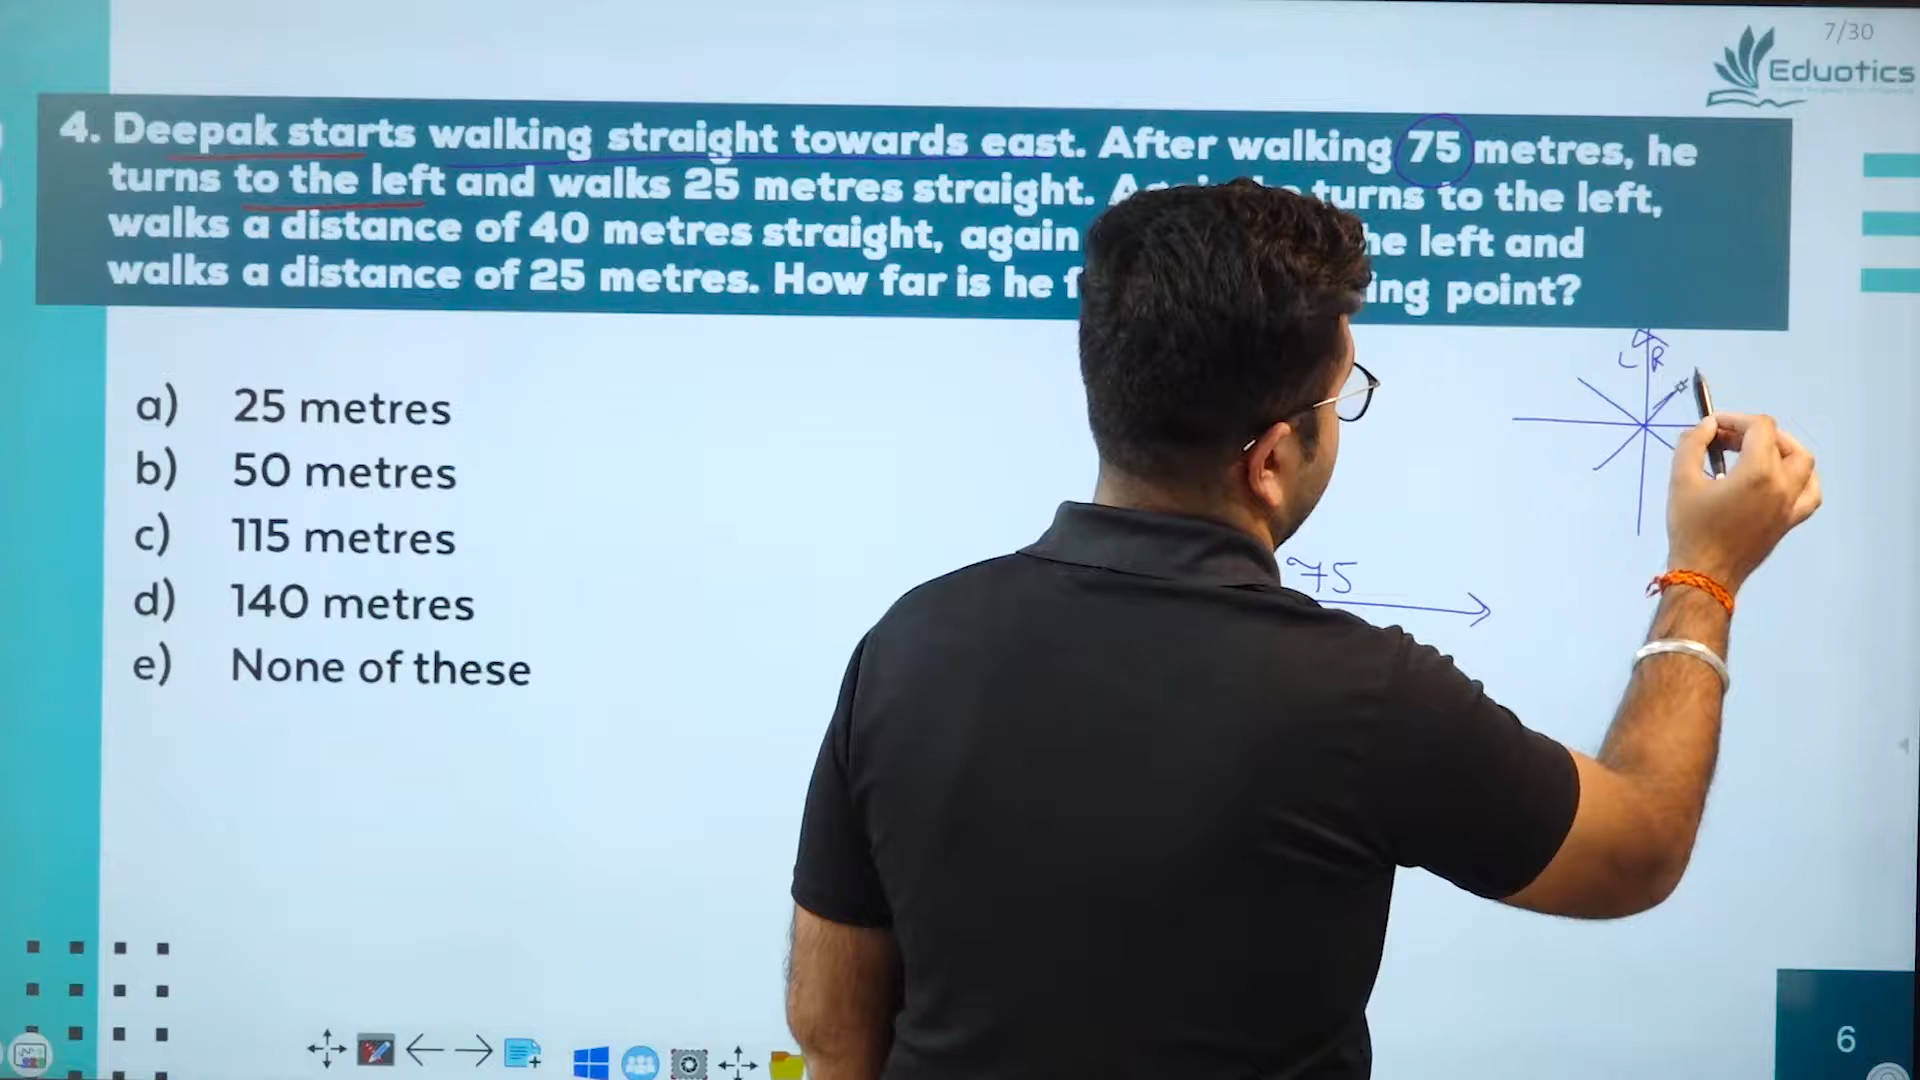 7/30
Eduotics
4. Deepak starts walking straight towards east. After walking 75 metres, he
turns to the left and walks 25 metres straight. turns to the left,
walks a distance of 40 metres straight, again left and
walks a distance of 25 metres. How far is he point?
a) 25 metres
b) 50 metres
c) 115 metres
d) 140 metres
e) None of these
L R
75
6